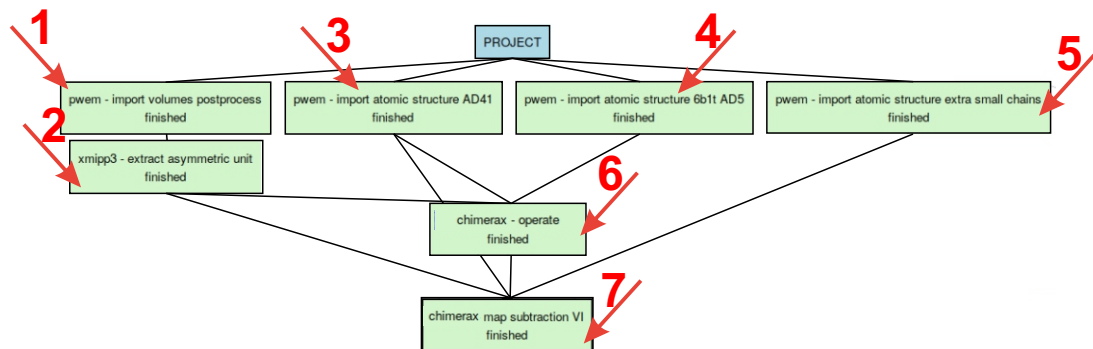 1
3
4
5
PROJECT
pwem - import volumes postprocess
finished
pwem - import atomic structure AD41
finished
pwem - import atomic structure 6b1t AD5
finished
pwem - import atomic structure extra small chains
finished
2
xmipp3 - extract asymmetric unit
finished
6
chimerax - operate
finished
7
chimerax map subtraction VI
finished